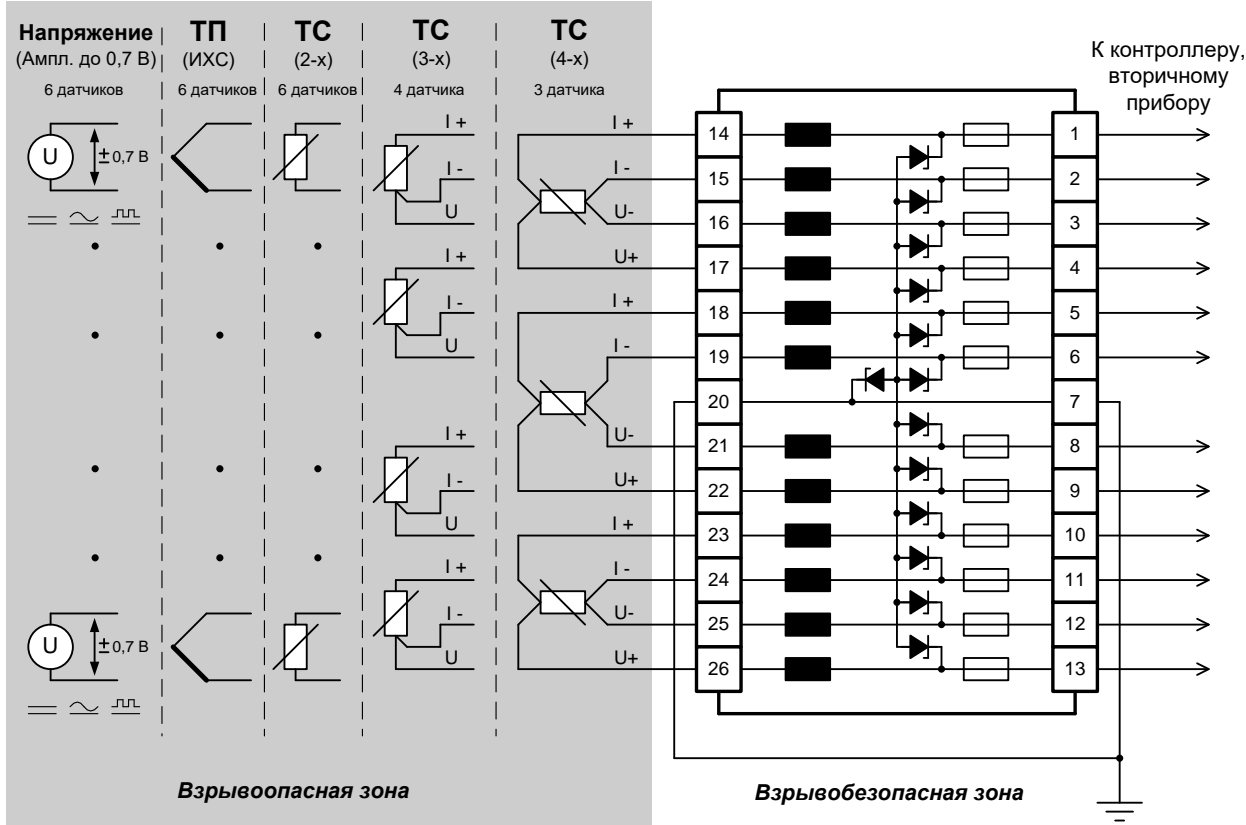 Напряжение
(Ампл. до 0,7 В)
6 датчиков
ТП
(ИХС)
6 датчиков
ТС
(2-х)
6 датчиков
ТС
(3-х)
4 датчика
ТС
(4-х)
3 датчика
К контроллеру,
вторичному
прибору
U
± 0,7 В
I +
I -
U
I +
I -
U
I +
I -
U
U
± 0,7 В
I +
I -
U
I +
I -
U-
U+
I +
I -
U-
U+
I +
I -
U-
U+
14
15
16
17
18
19
20
21
22
23
24
25
26
1
2
3
4
5
6
7
8
9
10
11
12
13
Взрывоопасная зона
Взрывобезопасная зона